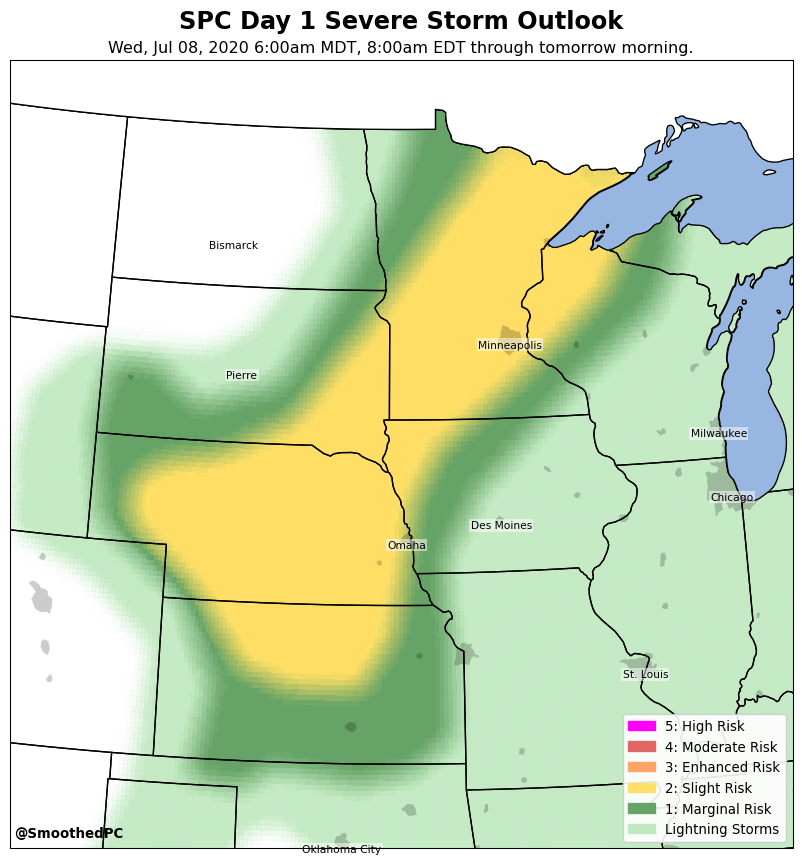 SPC Day 1 Severe Storm Outlook
Wed, Jul 08, 2020 6:00am MDT, 8:00am EDT through tomorrow morning.
Bismarck
Minneapolis
Pierre
Milwaukee
Chicago
Des Moines
Omaha
St. Louis
5: High Risk
4: Moderate Risk
3: Enhanced Risk
2: Slight Risk
1: Marginal Risk
Lightning Storms
@SmoothedPC
Oklahoma City